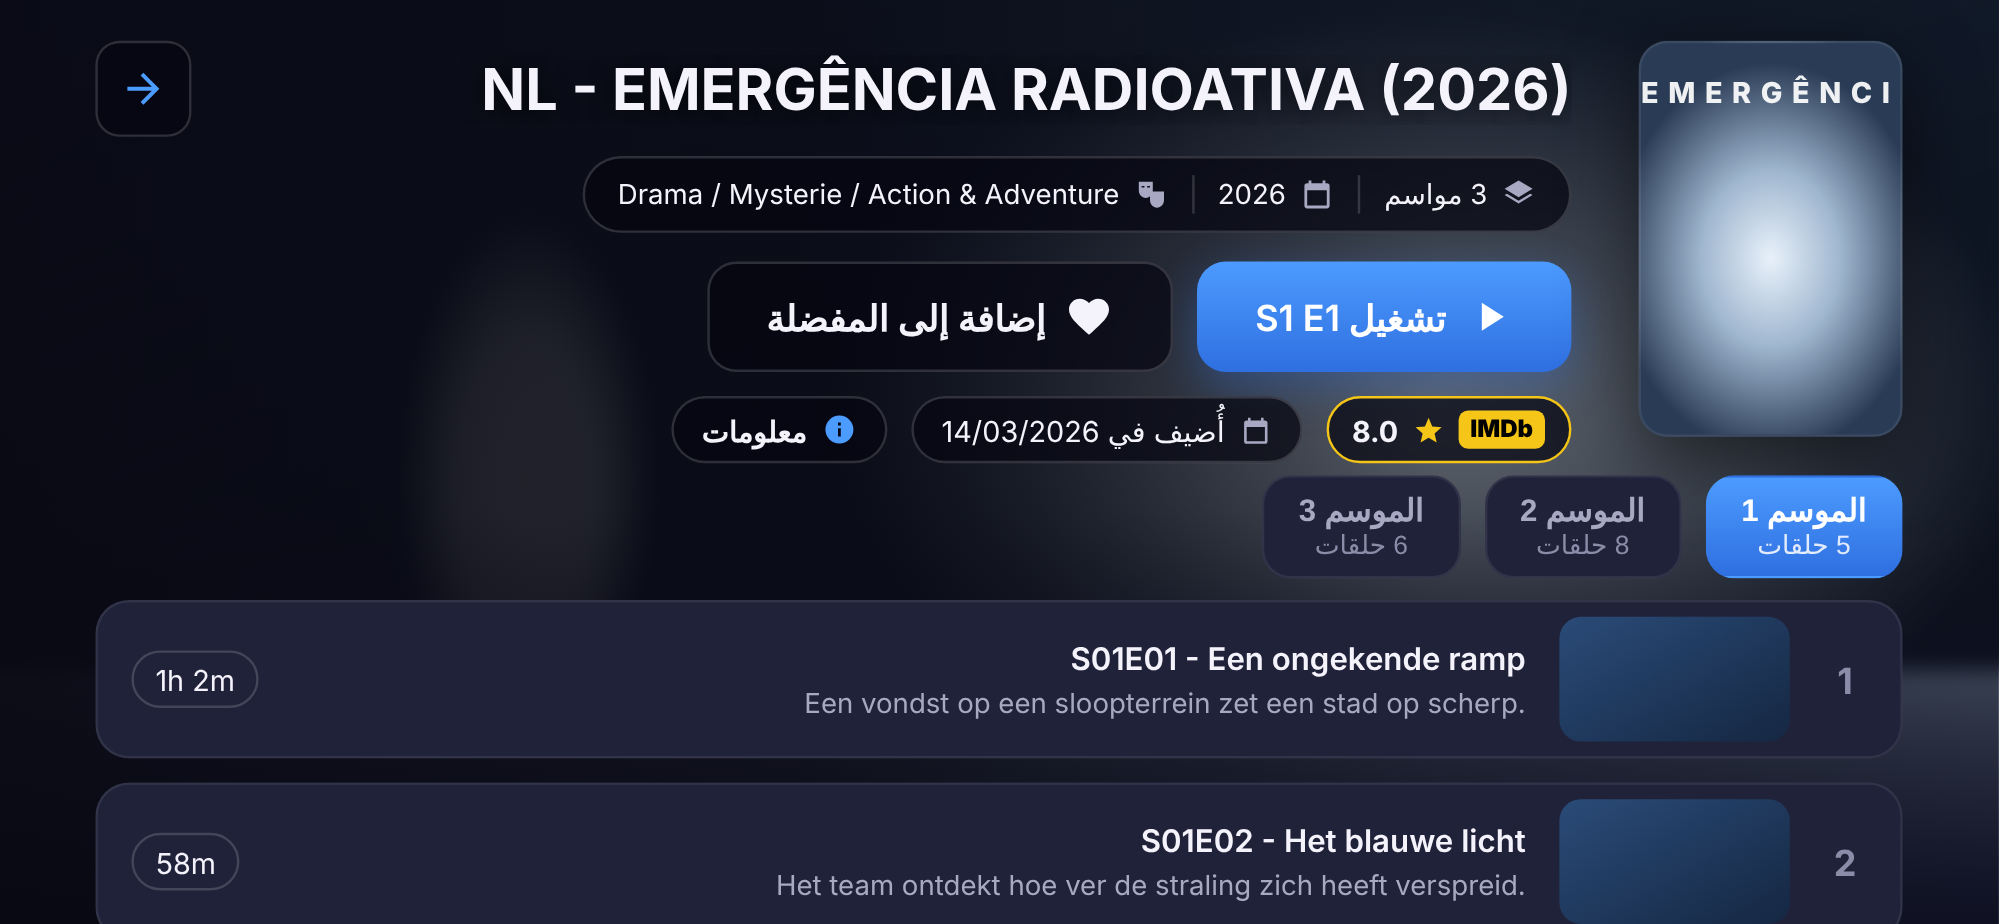 EMERGÊNCI
NL - EMERGÊNCIA RADIOATIVA (2026)
3 مواسم
2026
Drama / Mysterie / Action & Adventure
تشغيل S1 E1
إضافة إلى المفضلة
IMDb 8.0
أُضيف في 14/03/2026
معلومات
الموسم 1
5 حلقات
الموسم 2
8 حلقات
الموسم 3
6 حلقات
1
S01E01 - Een ongekende ramp
Een vondst op een sloopterrein zet een stad op scherp.
1h 2m
2
S01E02 - Het blauwe licht
Het team ontdekt hoe ver de straling zich heeft verspreid.
58m